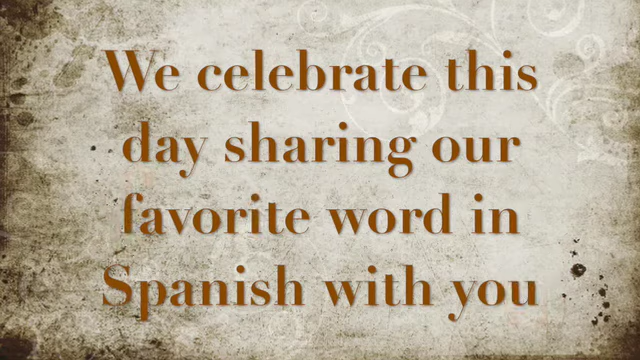 We celebrate this
day sharing our
favorite word in
Spanish with you